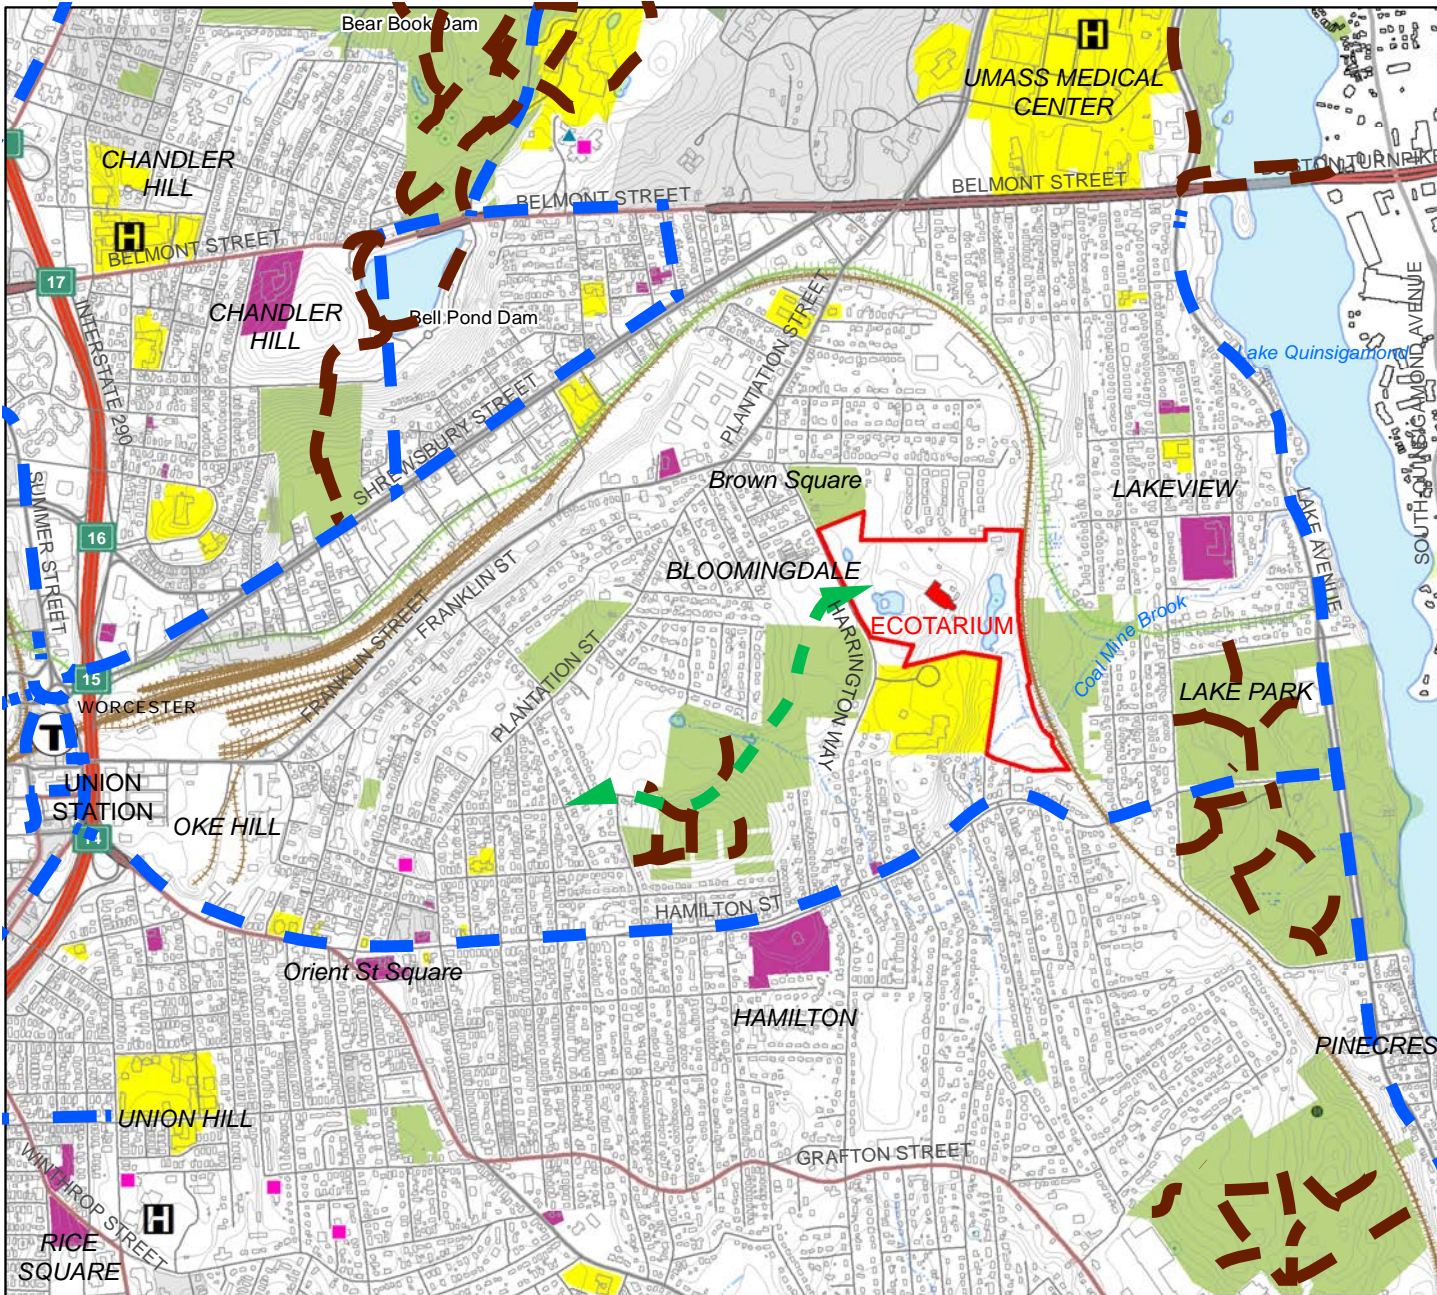 Bear Book Dam
H
UMASS MEDICAL
CENTER
CHANDLER
HILL
BELMONT STREET
BELMONT STREET
H
BELMONT STREET
17
CHANDLER
HILL
Bell Pond Dam
INTERSTATE 290
PLANTATION STREET
SOUTH QUINSIGAMOND AVENUE
Lake Quinsigamond
SHREWSBURY STREET
SUMMER STREET
Brown Square
LAKEVIEW
LAKE AVENUE
16
FRANKLIN ST
BLOOMINGDALE
FRANKLIN STREET
HARRINGTON WAY
ECOTARIUM
Coal Mine Brook
PLANTATION ST
15
WORCESTER
LAKE PARK
T
UNION
STATION
OKE HILL
HAMILTON ST
Orient St Square
HAMILTON
PINECRES
UNION HILL
GRAFTON STREET
WINTHROP STREET
H
RICE
SQUARE